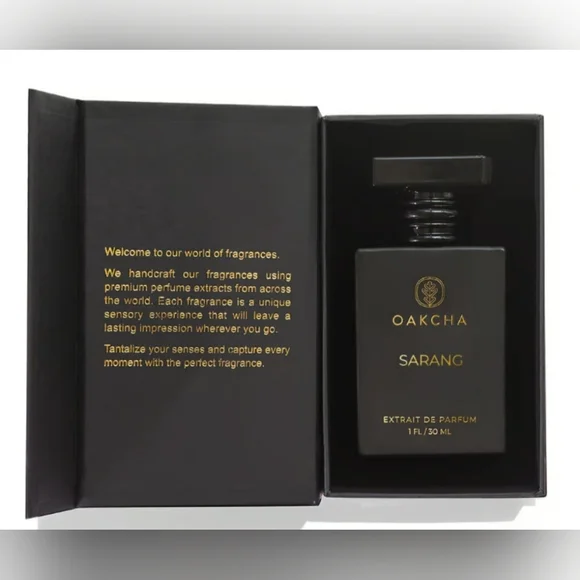 Welcome to our world of fragrances.
We handcraft our fragrances using
premium perfume extracts from across
the world. Each fragrance is a unique
sensory experience that will leave a
lasting impression wherever you go.
Tantalize your senses and capture every
moment with the perfect fragrance.
OAKCHA
SARANG
EXTRAIT DE PARFUM
1 FL/30 ML